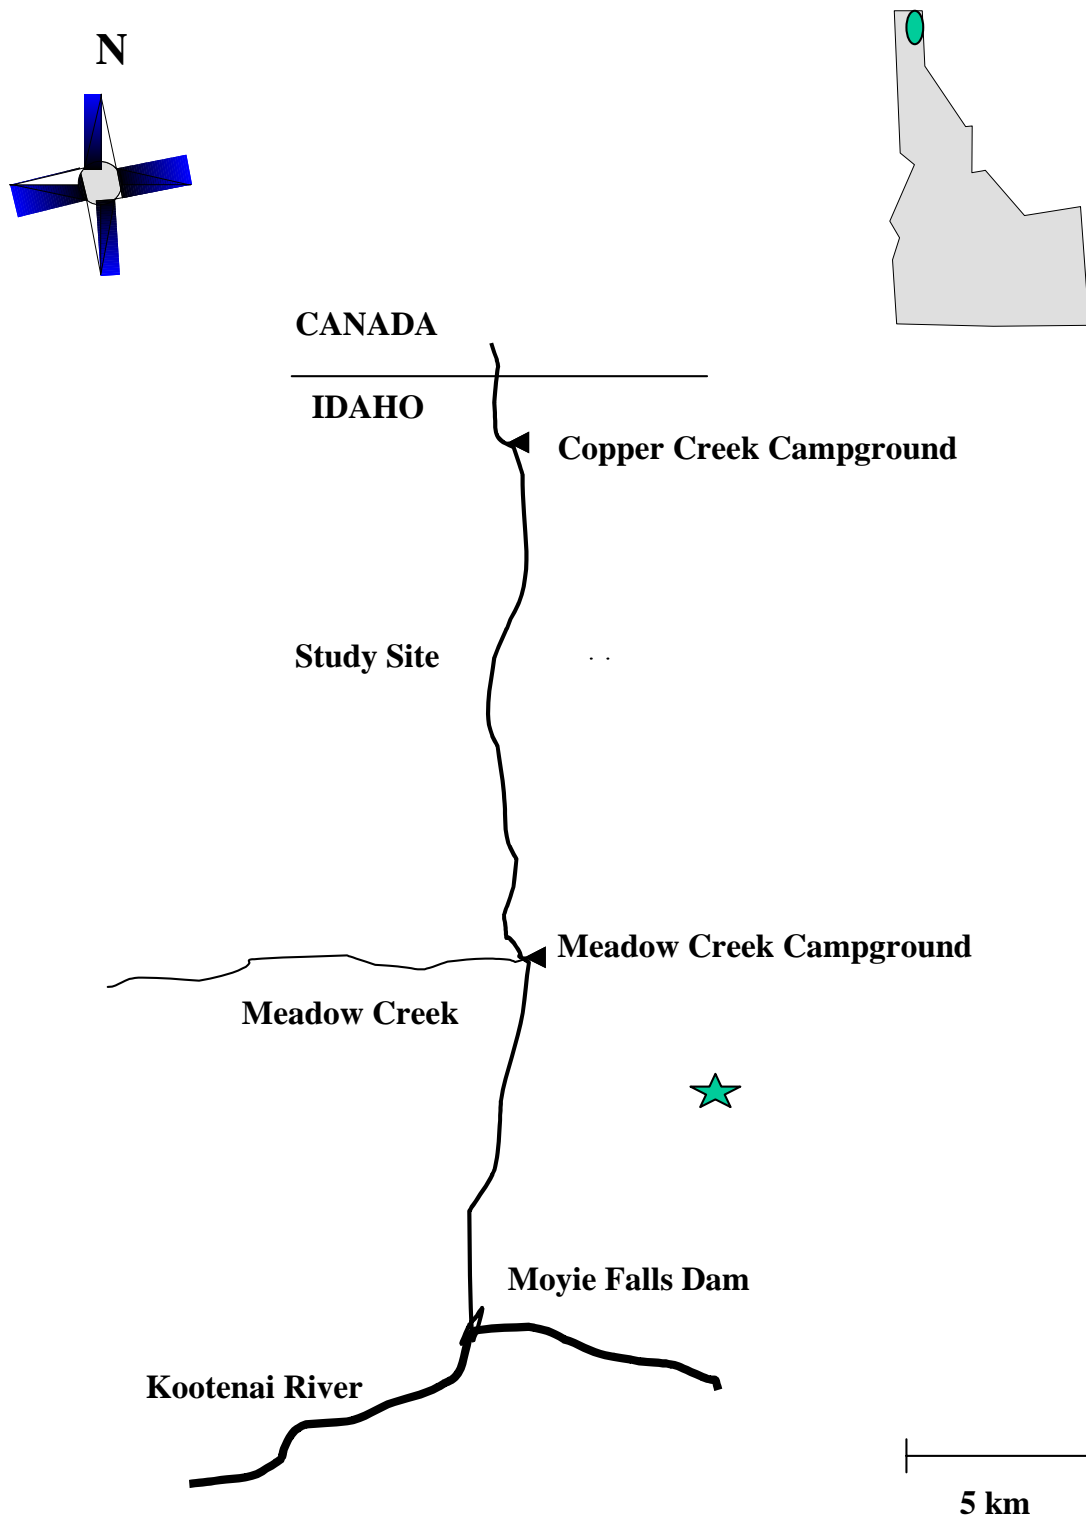 N
CANADA
IDAHO
Copper Creek Campground
Study Site
Meadow Creek Campground
Meadow Creek
Moyie Falls Dam
Kootenai River
5 km